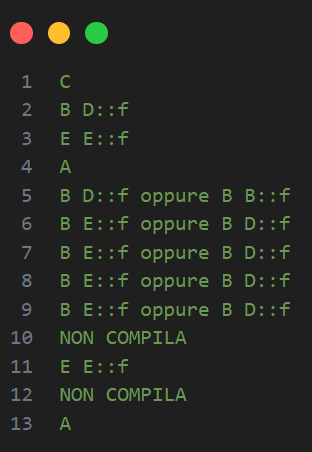 1 C
2 B D::f
3 E E::f
4 A
5 B D::f oppure B B::f
6 B E::f oppure B D::f
7 B E::f oppure B D::f
8 B E::f oppure B D::f
9 B E::f oppure B D::f
10 NON COMPILA
11 E E::f
12 NON COMPILA
13 A